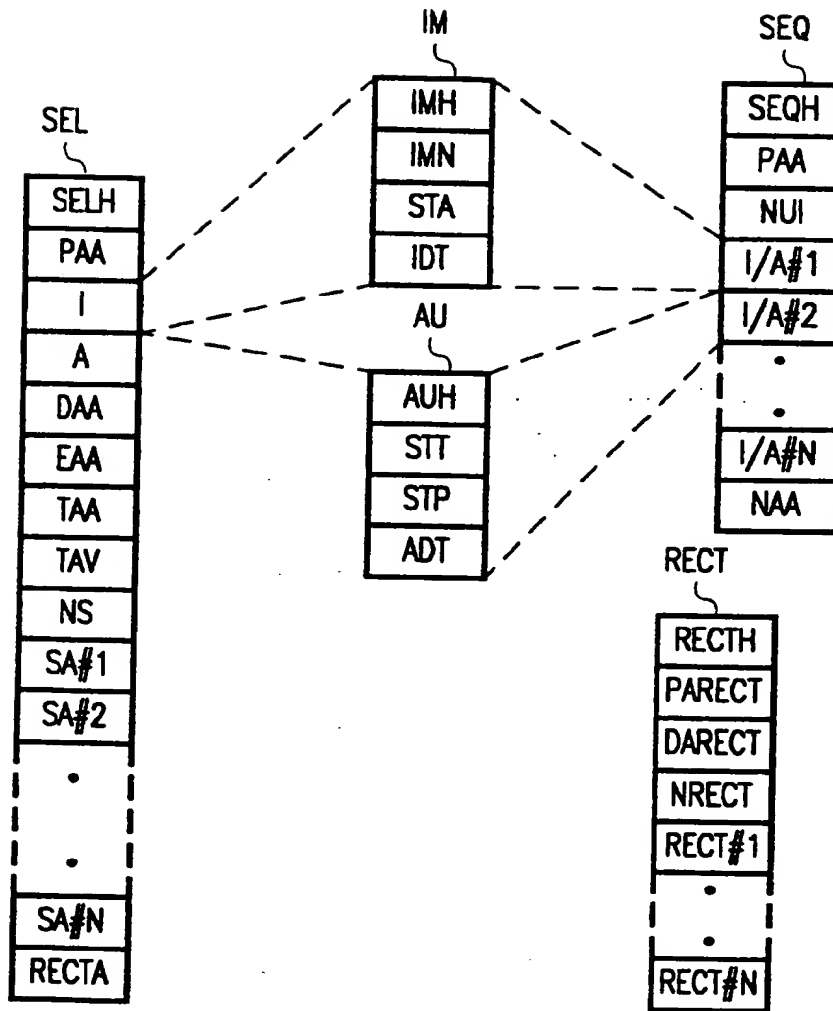 SEL
SELH
PAA
I
A
DAA
EAA
TAA
TAV
NS
SA#1
SA#2
SA#N
RECTA
IM
IMH
IMN
STA
IDT
AU
AUH
STT
STP
ADT
SEQ
SEQH
PAA
NUI
I/A#1
I/A#2
I/A#N
NAA
RECT
RECTH
PARECT
DARECT
NRECT
RECT#1
RECT#N